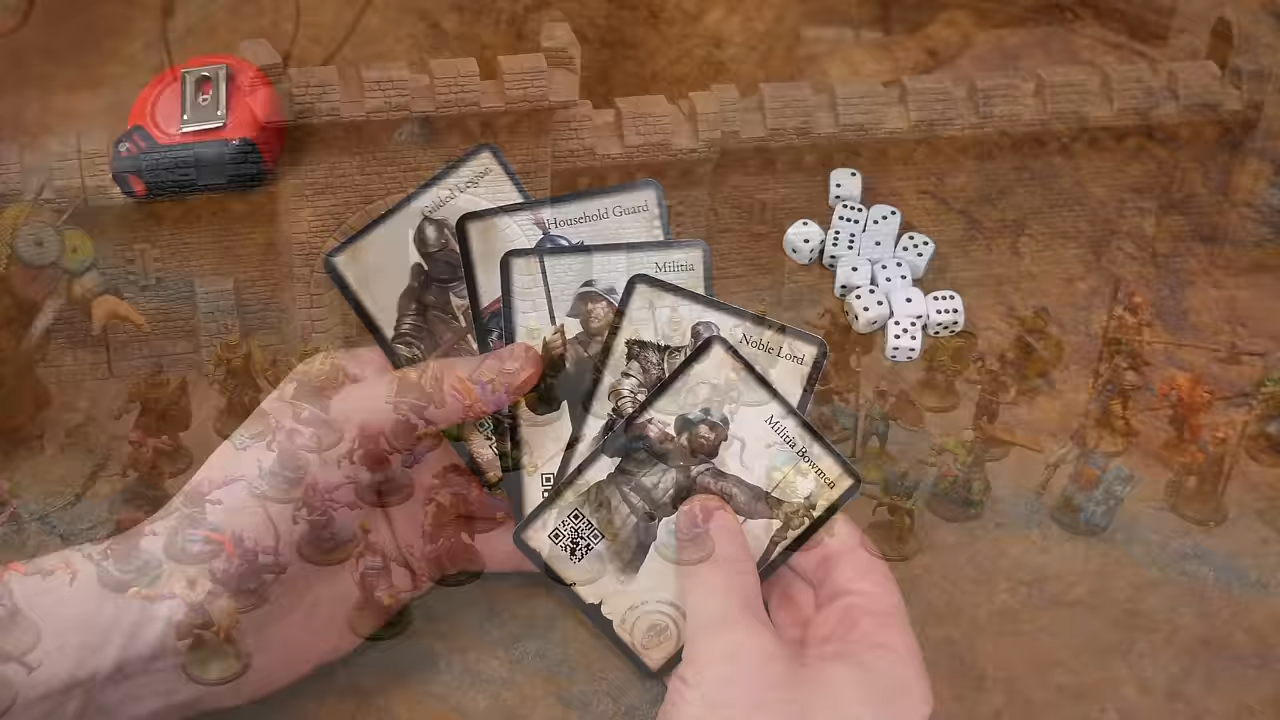 Gilded Legion
Household Guard
Militia
Noble Lord
Militia Bowmen